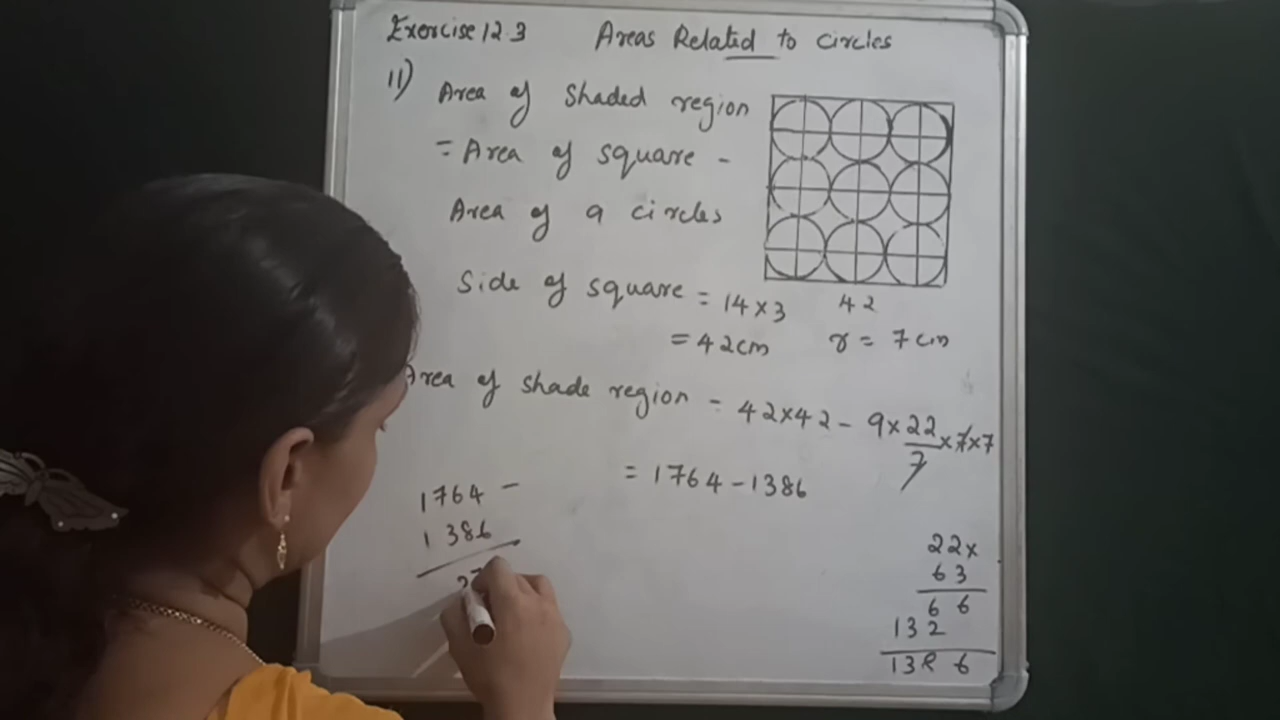 Exercise 12.3 Areas Related to circles
11) Area of shaded region
= Area of square -
Area of 9 circles
Side of square = 14 × 3
= 42cm
42
r = 7 cm
Area of shade region = 42×42 - 9×22/7×7×7
= 1764 - 1386
1764 -
1386
22×
63
66
132
1386